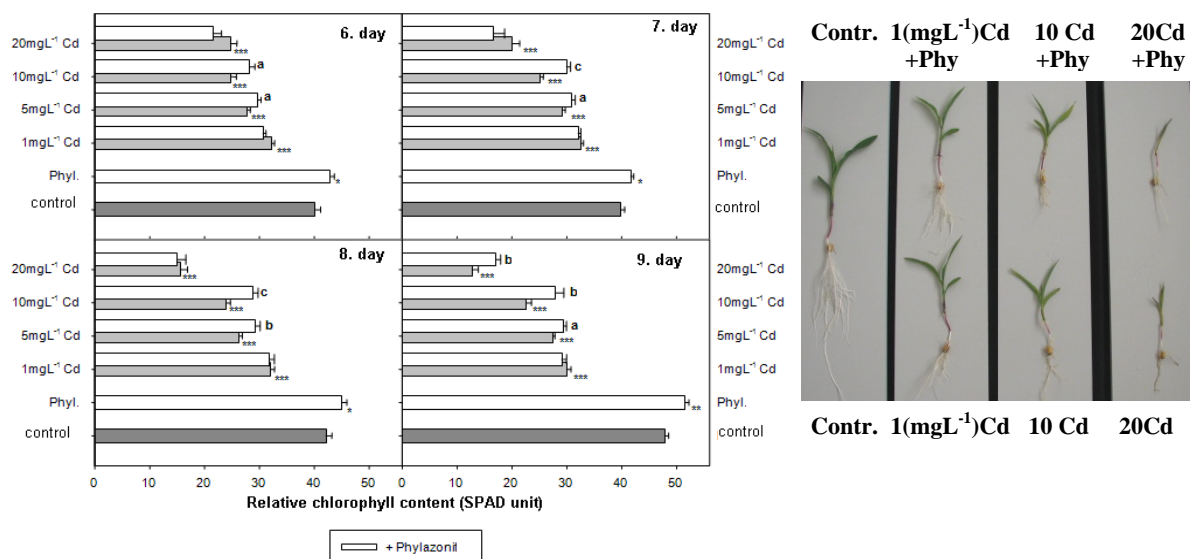 6. day
20mgL⁻¹ Cd
***
10mgL⁻¹ Cd
a
***
5mgL⁻¹ Cd
a
***
1mgL⁻¹ Cd
***
Phyl.
*
control
7. day
20mgL⁻¹ Cd
***
10mgL⁻¹ Cd
c
***
5mgL⁻¹ Cd
a
***
1mgL⁻¹ Cd
***
Phyl.
*
control
8. day
20mgL⁻¹ Cd
***
10mgL⁻¹ Cd
c
***
5mgL⁻¹ Cd
b
***
1mgL⁻¹ Cd
***
Phyl.
*
control
9. day
20mgL⁻¹ Cd
b
***
10mgL⁻¹ Cd
b
***
5mgL⁻¹ Cd
a
***
1mgL⁻¹ Cd
***
Phyl.
**
control
0 10 20 30 40 50 0 10 20 30 40 50
Relative chlorophyll content (SPAD unit)
+ Phylazonit
Contr. 1(mgL⁻¹)Cd 10 Cd 20Cd
+Phy +Phy +Phy
Contr. 1(mgL⁻¹)Cd 10 Cd 20Cd